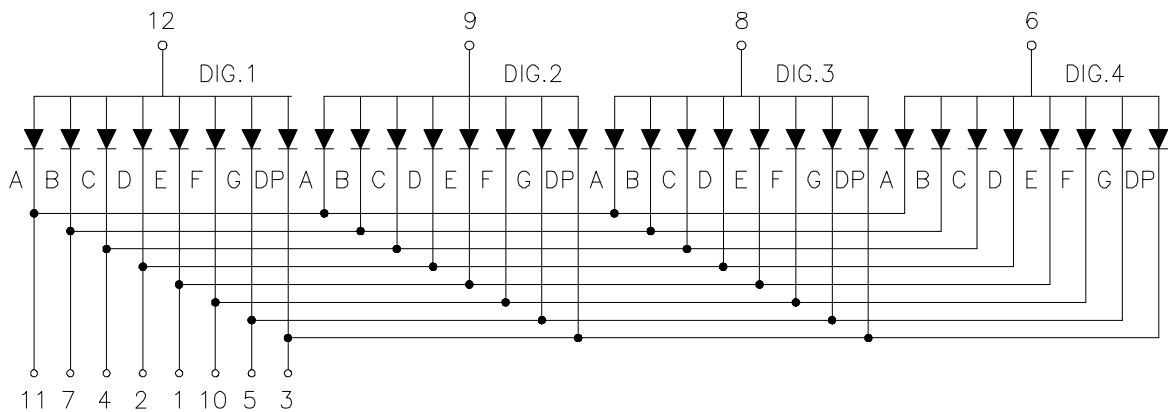 12 9 8 6
DIG.1 DIG.2 DIG.3 DIG.4
A B C D E F G DP A B C D E F G DP A B C D E F G DP A B C D E F G DP
11 7 4 2 1 10 5 3